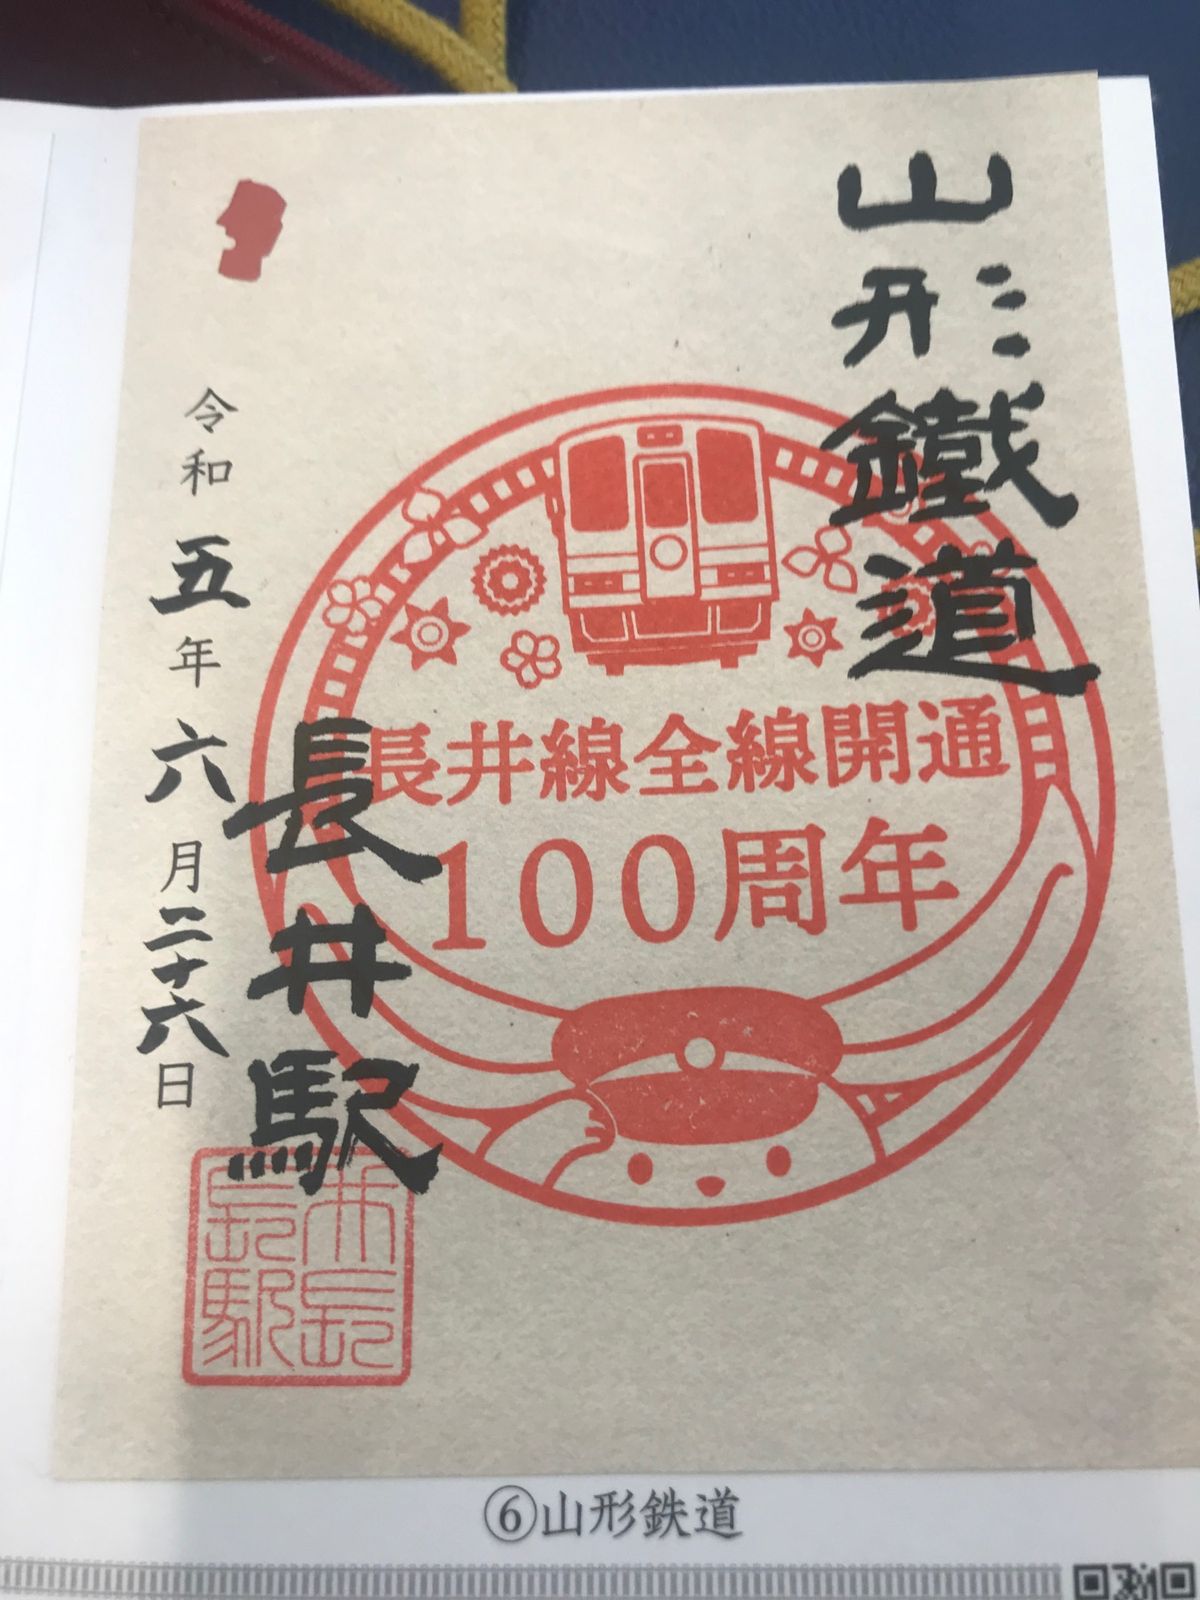 山形鐵道
長井線全線開通
100周年
長井駅
令和五年六月二十六日
井長
長駅
⑥山形鉄道